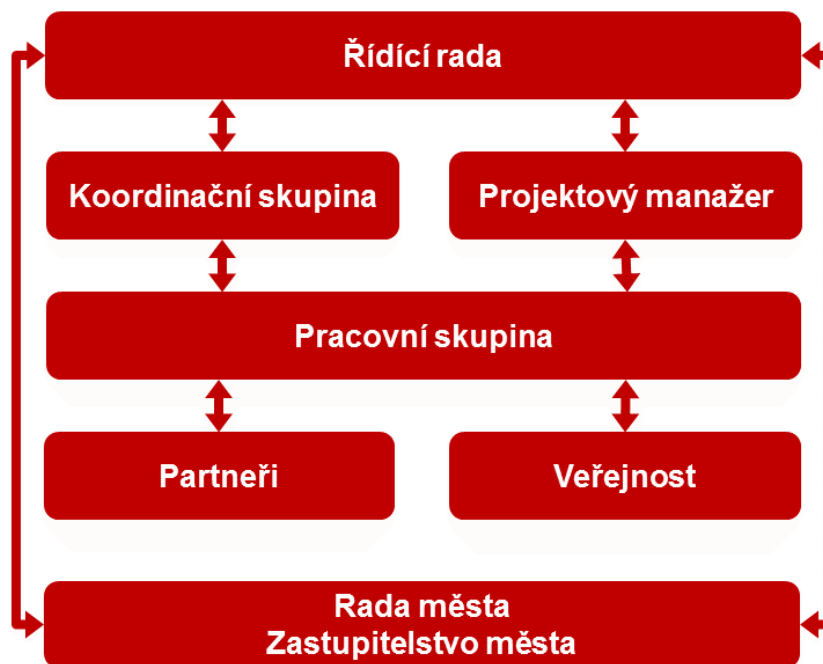 Řídící rada
Koordinační skupina
Projektový manažer
Pracovní skupina
Partneři
Veřejnost
Rada města
Zastupitelstvo města